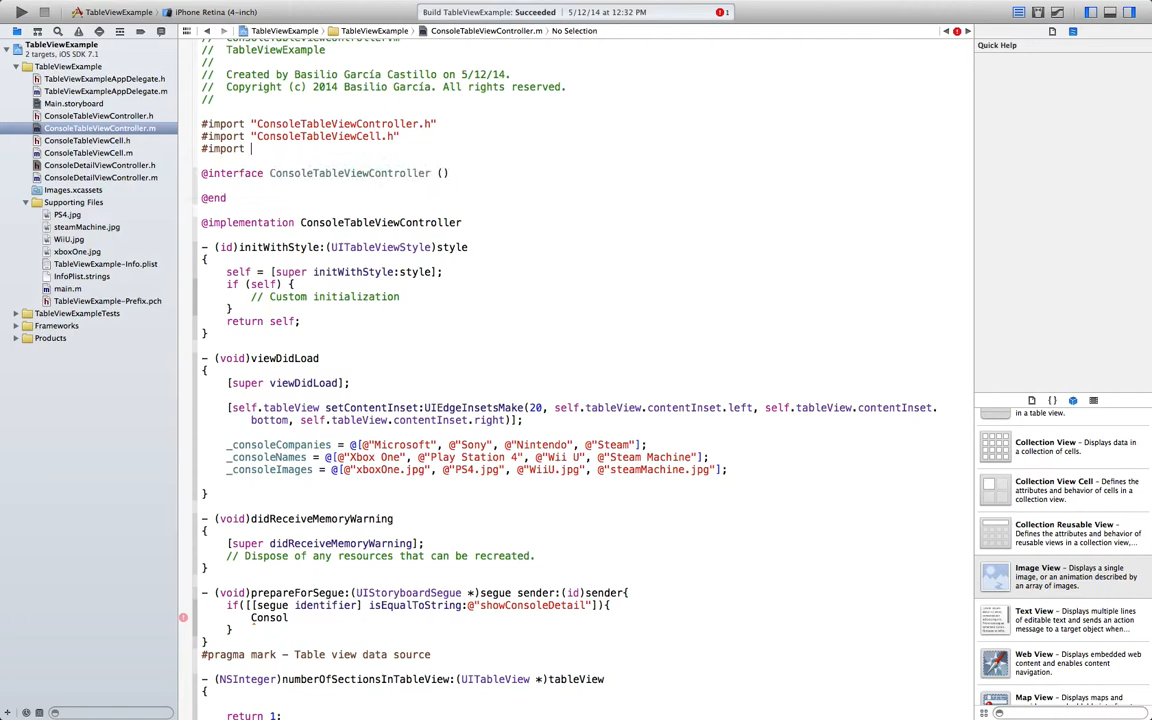 TableViewExample
iPhone Retina (4-inch)
Build TableViewExample: Succeeded
5/12/14 at 12:32 PM
1
TableViewExample
TableViewExample
ConsoleTableViewController.m
No Selection
TableViewExample
2 targets, iOS SDK 7.1
TableViewExample
TableViewExampleAppDelegate.h
TableViewExampleAppDelegate.m
Main.storyboard
ConsoleTableViewController.h
ConsoleTableViewController.m
ConsoleTableViewCell.h
ConsoleTableViewCell.m
ConsoleDetailViewController.h
ConsoleDetailViewController.m
Images.xcassets
Supporting Files
PS4.jpg
steamMachine.jpg
WiiU.jpg
xboxOne.jpg
TableViewExample-Info.plist
InfoPlist.strings
main.m
TableViewExample-Prefix.pch
TableViewExampleTests
Frameworks
Products
// TableViewExample
//
// Created by Basilio García Castillo on 5/12/14.
// Copyright (c) 2014 Basilio García. All rights reserved.
//
#import "ConsoleTableViewController.h"
#import "ConsoleTableViewCell.h"
#import
@interface ConsoleTableViewController ()
@end
@implementation ConsoleTableViewController
- (id)initWithStyle:(UITableViewStyle)style
{
self = [super initWithStyle:style];
if (self) {
// Custom initialization
}
return self;
}
- (void)viewDidLoad
{
[super viewDidLoad];
[self.tableView setContentInset:UIEdgeInsetsMake(20, self.tableView.contentInset.left, self.tableView.contentInset.
bottom, self.tableView.contentInset.right)];
_consoleCompanies = @[@"Microsoft", @"Sony", @"Nintendo", @"Steam"];
_consoleNames = @[@"Xbox One", @"Play Station 4", @"Wii U", @"Steam Machine"];
_consoleImages = @[@"xboxOne.jpg", @"PS4.jpg", @"WiiU.jpg", @"steamMachine.jpg"];
}
- (void)didReceiveMemoryWarning
{
[super didReceiveMemoryWarning];
// Dispose of any resources that can be recreated.
}
- (void)prepareForSegue:(UIStoryboardSegue *)segue sender:(id)sender{
if([[segue identifier] isEqualToString:@"showConsoleDetail"]){
Consol
}
}
#pragma mark - Table view data source
- (NSInteger)numberOfSectionsInTableView:(UITableView *)tableView
{
return 1;
Quick Help
in a table view.
Collection View - Displays data in
a collection of cells.
Collection View Cell - Defines the
attributes and behavior of cells in a
collection view.
Collection Reusable View -
Defines the attributes and behavior of
reusable views in a collection view,...
Image View - Displays a single
image, or an animation described by
an array of images.
Text View - Displays multiple lines
of editable text and sends an action
message to a target object when...
Web View - Displays embedded web
content and enables content
navigation.
Map View - Displays maps and